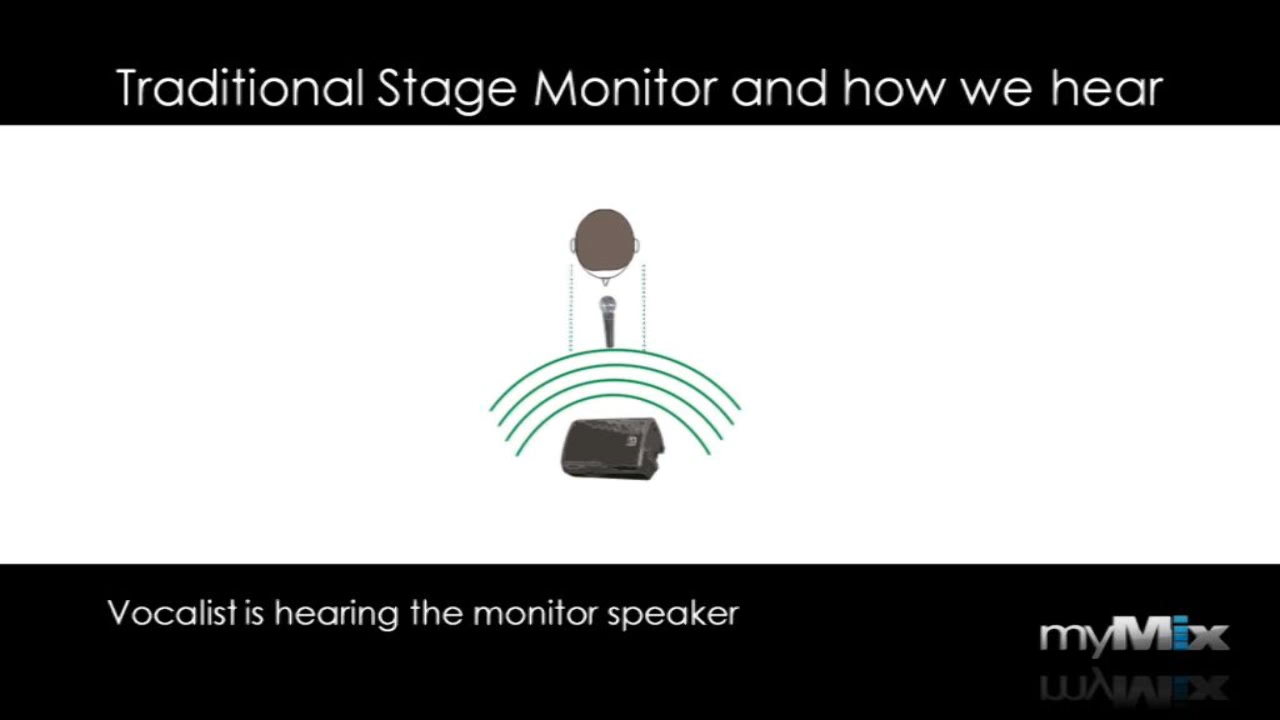 Traditional Stage Monitor and how we hear
Vocalist is hearing the monitor speaker
myMix